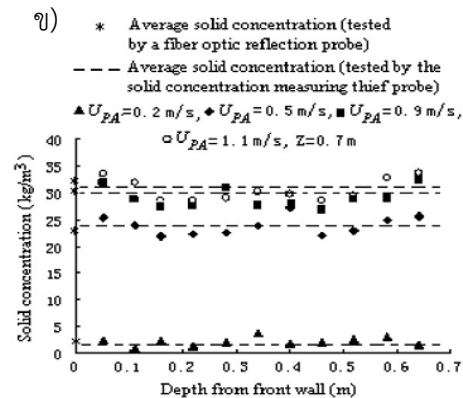 ข)
* Average solid concentration (tested
by a fiber optic reflection probe)
Average solid concentration (tested by the
solid concentration measuring thief probe)
▲ U_PA=0.2 m/s, ◆ U_PA=0.5 m/s, ■ U_PA=0.9 m/s,
○ U_PA=1.1 m/s, Z=0.7 m
Solid concentration (kg/m³)
40
35
30
25
20
15
10
5
0
0 0.1 0.2 0.3 0.4 0.5 0.6 0.7
Depth from front wall (m)